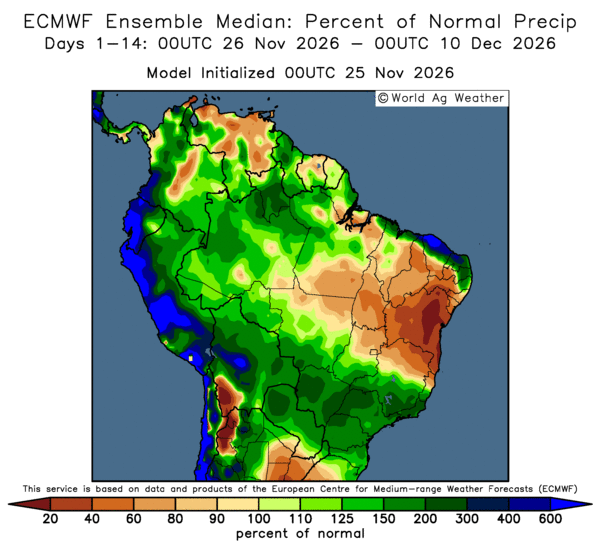 ECMWF Ensemble Median: Percent of Normal Precip
Days 1−14: 00UTC 26 Nov 2026 − 00UTC 10 Dec 2026
Model Initialized 00UTC 25 Nov 2026
© World Ag Weather
This service is based on data and products of the European Centre for Medium-range Weather Forecasts (ECMWF)
20 40 60 80 90 100 110 125 150 200 300 400 600
percent of normal